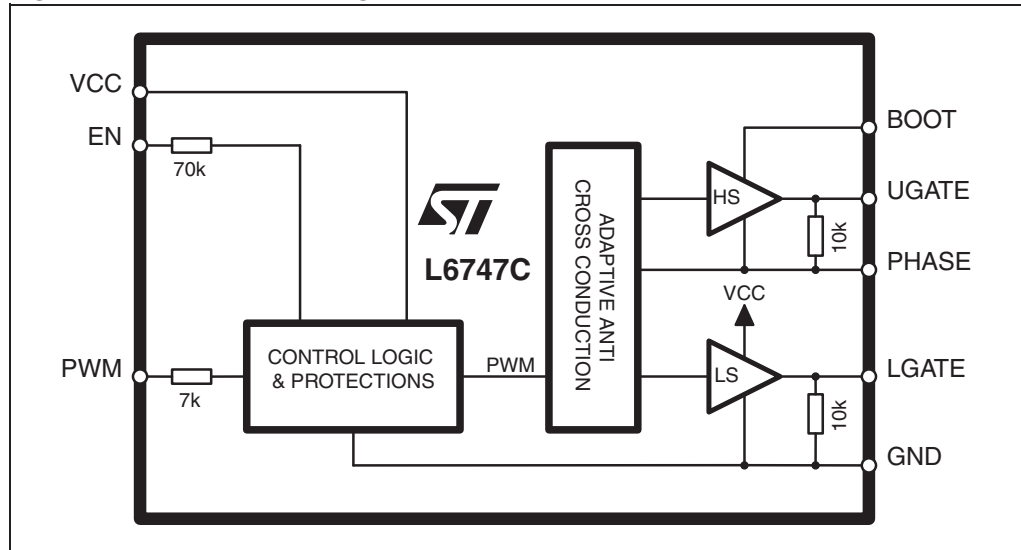 VCC
EN
70k
PWM
7k
ST
L6747C
CONTROL LOGIC
& PROTECTIONS
PWM
ADAPTIVE ANTI
CROSS CONDUCTION
HS
VCC
LS
10k
10k
BOOT
UGATE
PHASE
LGATE
GND